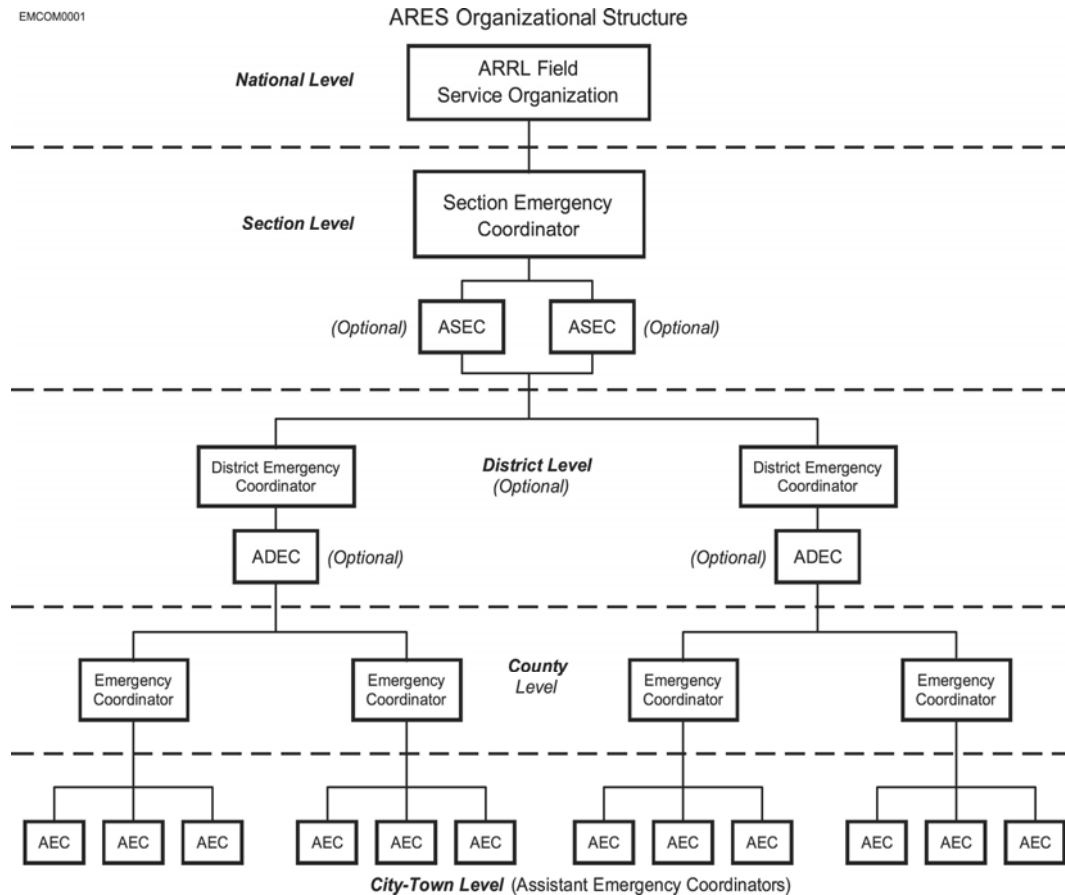 EMCOM0001
ARES Organizational Structure
National Level
ARRL Field
Service Organization
Section Level
Section Emergency
Coordinator
(Optional)
ASEC
ASEC
(Optional)
District Emergency
Coordinator
District Level
(Optional)
District Emergency
Coordinator
ADEC
(Optional)
(Optional)
ADEC
Emergency
Coordinator
Emergency
Coordinator
County
Level
Emergency
Coordinator
Emergency
Coordinator
AEC
AEC
AEC
AEC
AEC
AEC
AEC
AEC
AEC
AEC
AEC
AEC
City-Town Level (Assistant Emergency Coordinators)